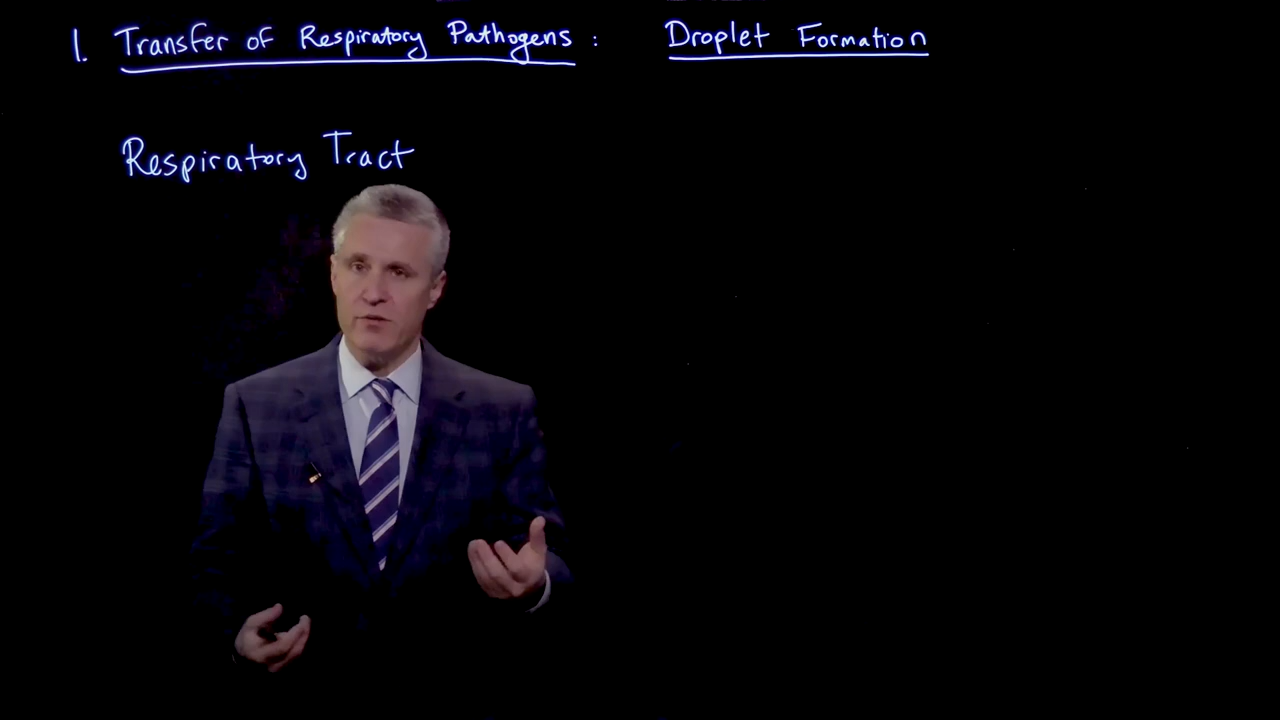 1. Transfer of Respiratory Pathogens : Droplet Formation
Respiratory Tract